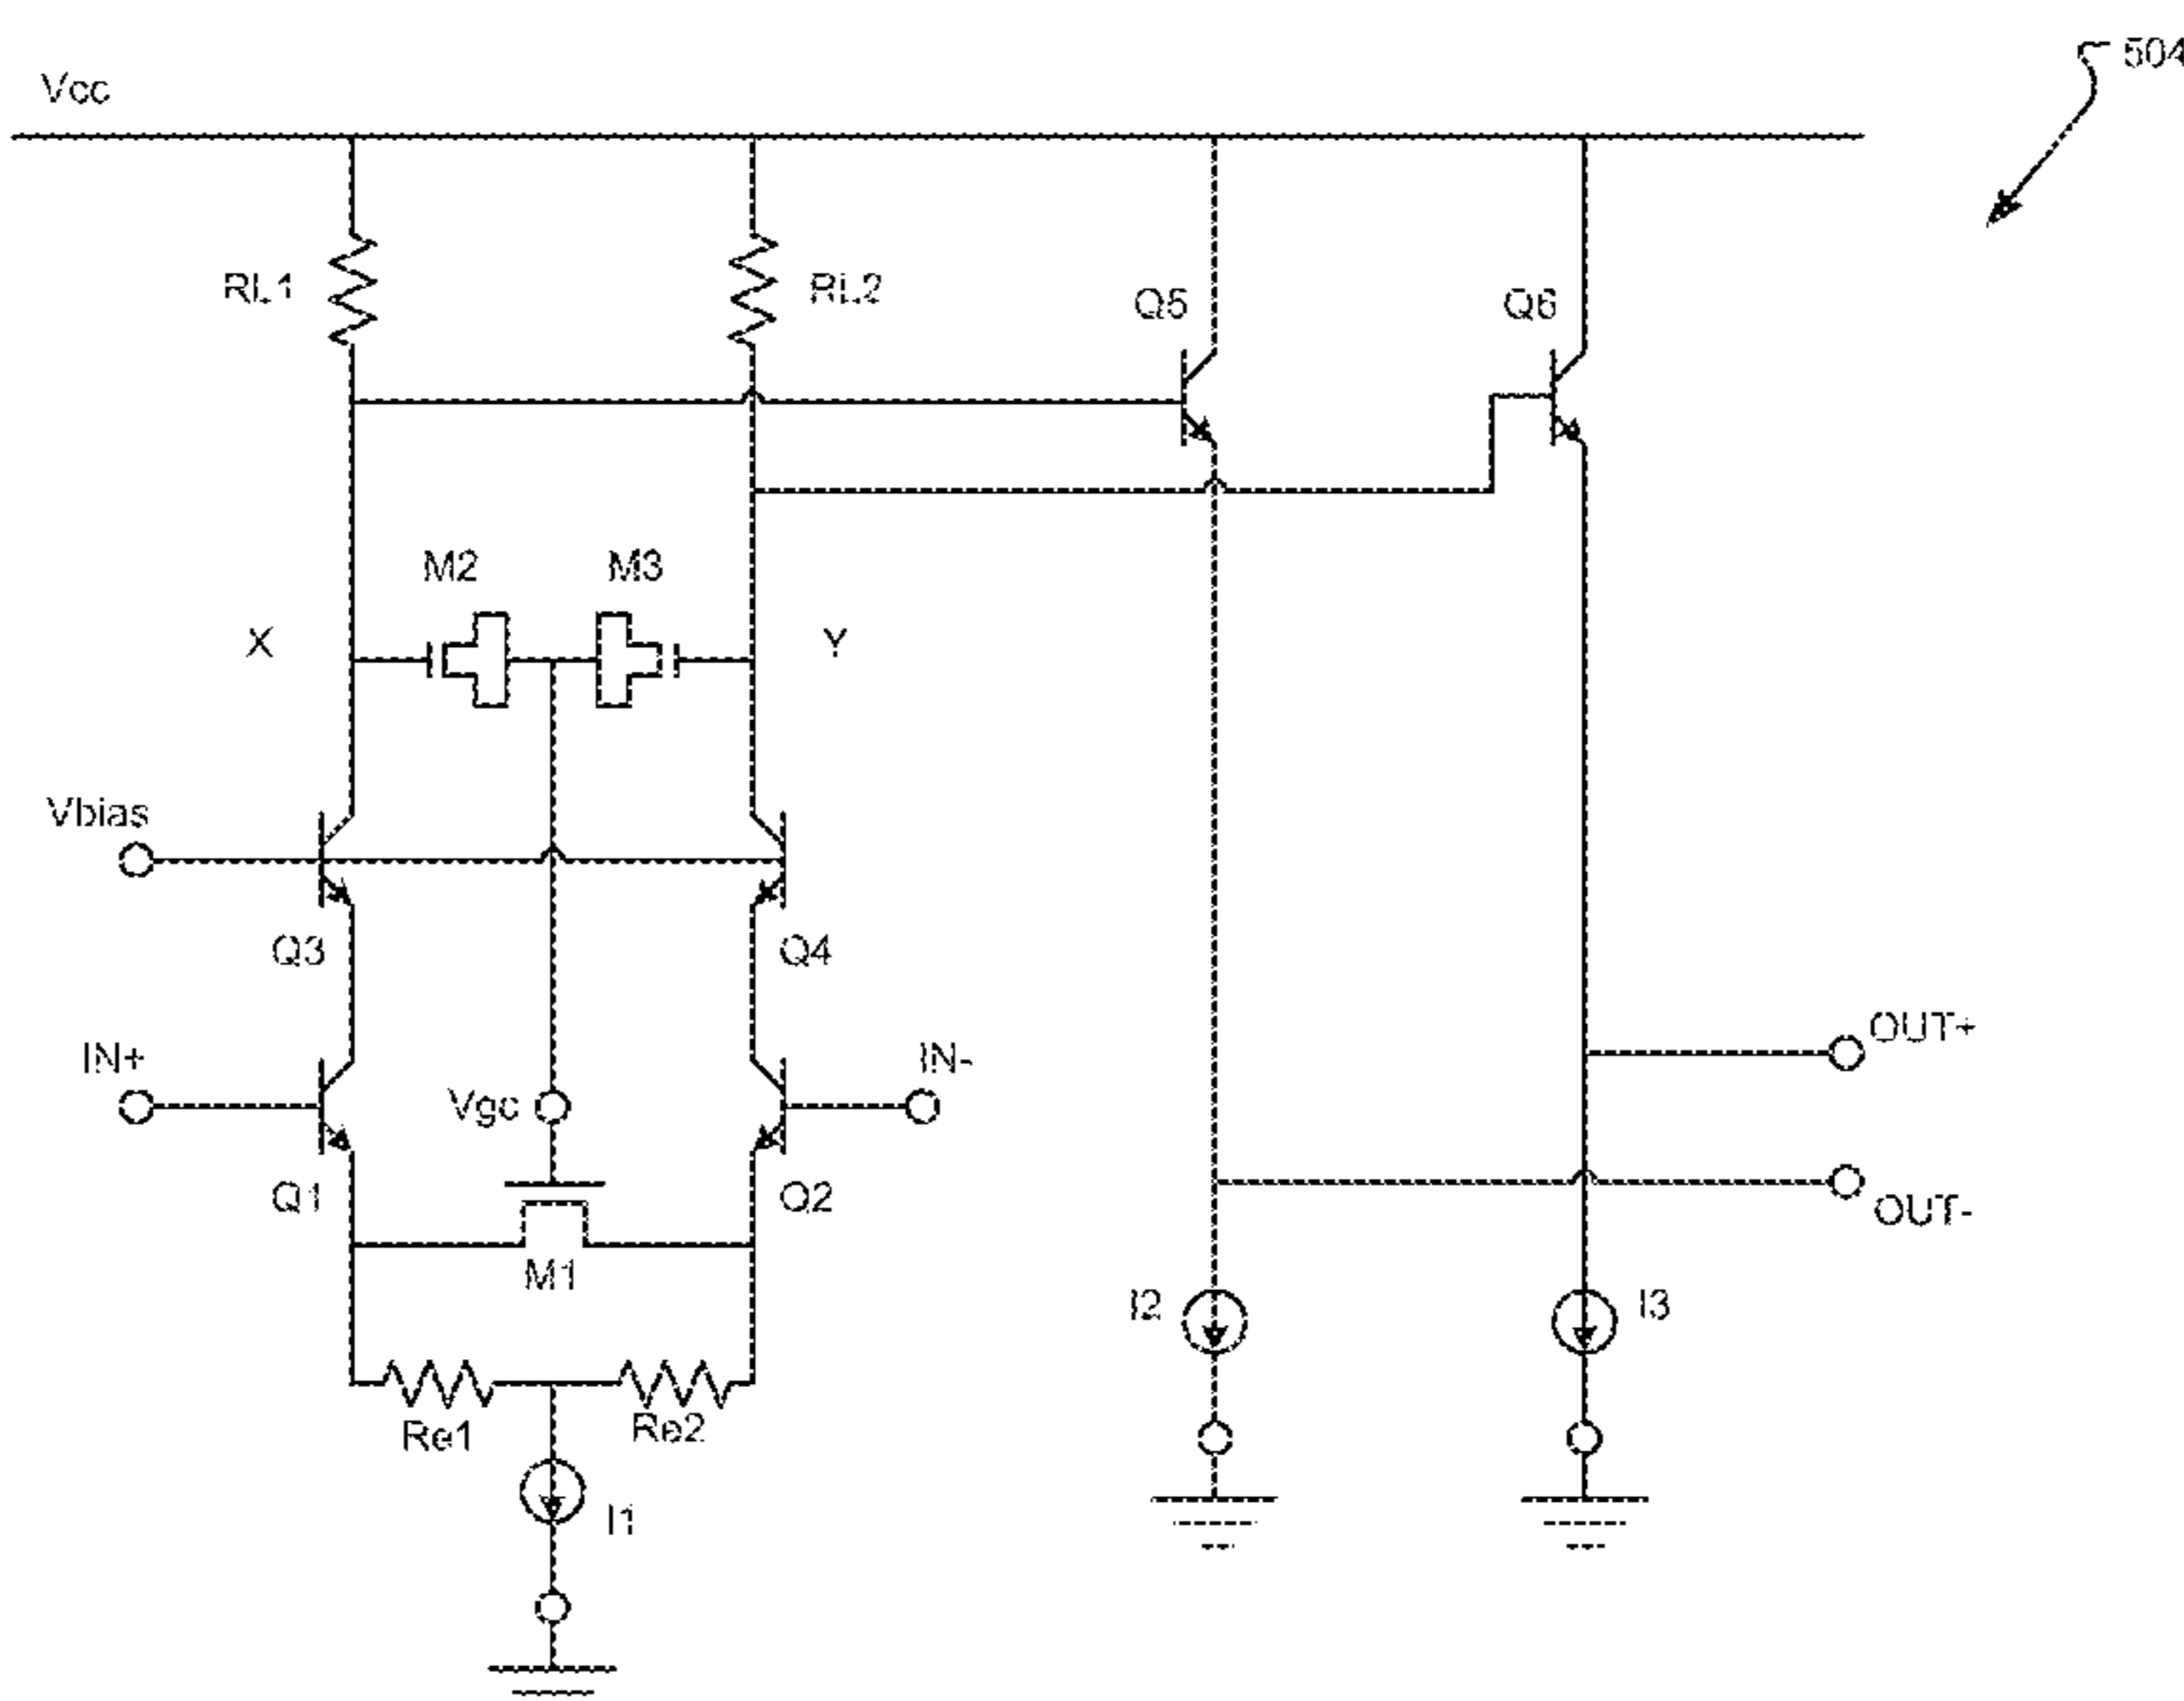 504
Vcc
RL1
RL2
Q5
Q6
M2
M3
X
Y
Vbias
Q3
Q4
OUT+
IN+
IN-
Vgc
Q1
Q2
OUT-
M1
I2
I3
Re1
Re2
I1